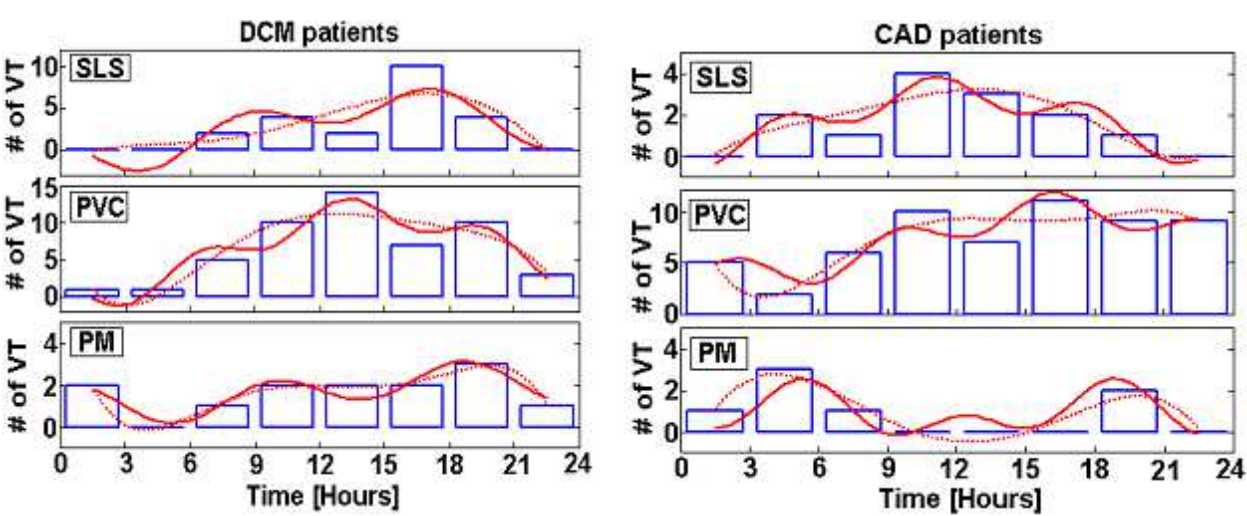 DCM patients
SLS
# of VT
10
5
0
PVC
# of VT
15
10
5
0
PM
# of VT
4
2
0
0 3 6 9 12 15 18 21 24
Time [Hours]
CAD patients
SLS
# of VT
4
2
0
PVC
# of VT
10
5
0
PM
# of VT
4
2
0
0 3 6 9 12 15 18 21 24
Time [Hours]